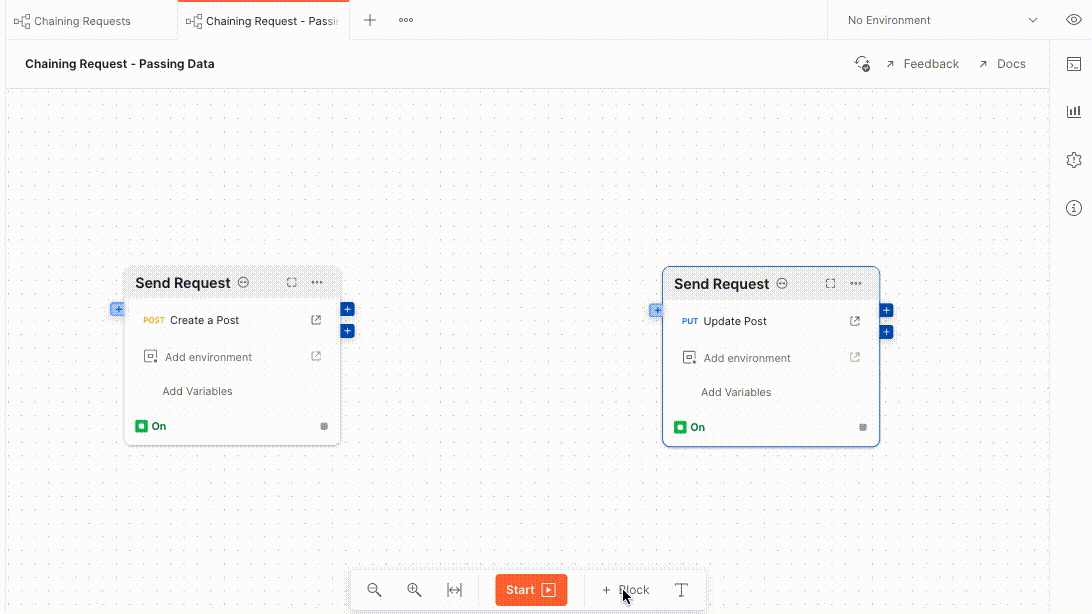 Chaining Requests
Chaining Request - Passin
No Environment
Chaining Request - Passing Data
Feedback
Docs
Send Request
POST Create a Post
Add environment
Add Variables
On
Send Request
PUT Update Post
Add environment
Add Variables
On
Start
+ Block
T